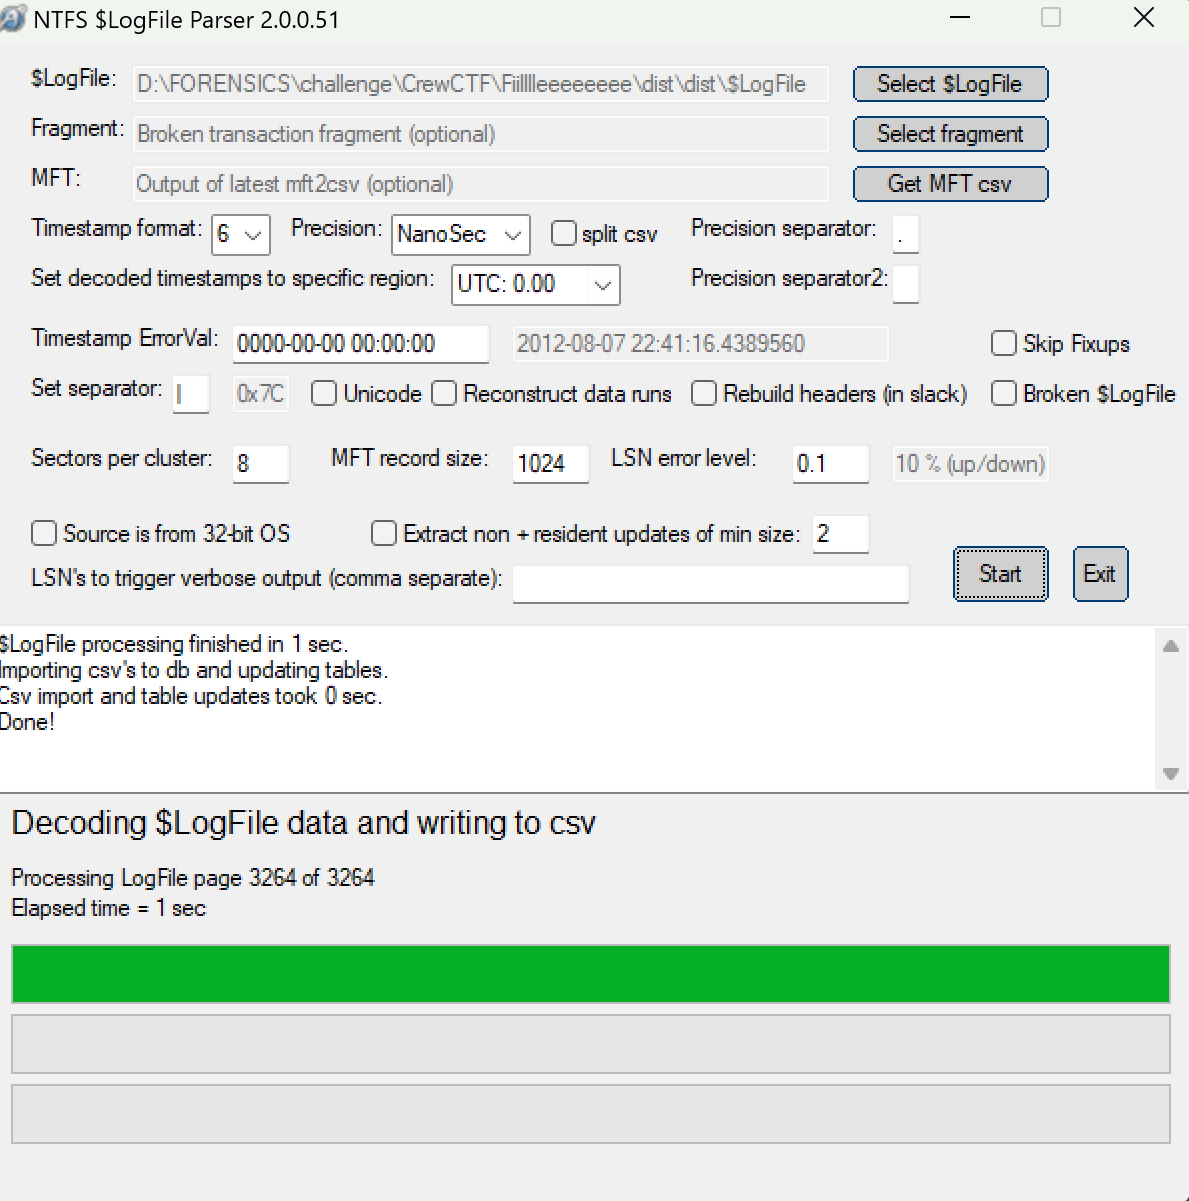 NTFS $LogFile Parser 2.0.0.51
$LogFile: D:\FORENSICS\challenge\CrewCTF\Fiilllleeeeeeee\dist\dist\$LogFile Select $LogFile
Fragment: Broken transaction fragment (optional) Select fragment
MFT: Output of latest mft2csv (optional) Get MFT csv
Timestamp format: 6 Precision: NanoSec split csv Precision separator: .
Set decoded timestamps to specific region: UTC: 0.00 Precision separator2:
Timestamp ErrorVal: 0000-00-00 00:00:00 2012-08-07 22:41:16.4389560 Skip Fixups
Set separator: | 0x7C Unicode Reconstruct data runs Rebuild headers (in slack) Broken $LogFile
Sectors per cluster: 8 MFT record size: 1024 LSN error level: 0.1 10 % (up/down)
Source is from 32-bit OS Extract non + resident updates of min size: 2
LSN's to trigger verbose output (comma separate): Start Exit
$LogFile processing finished in 1 sec.
Importing csv's to db and updating tables.
Csv import and table updates took 0 sec.
Done!
Decoding $LogFile data and writing to csv
Processing LogFile page 3264 of 3264
Elapsed time = 1 sec